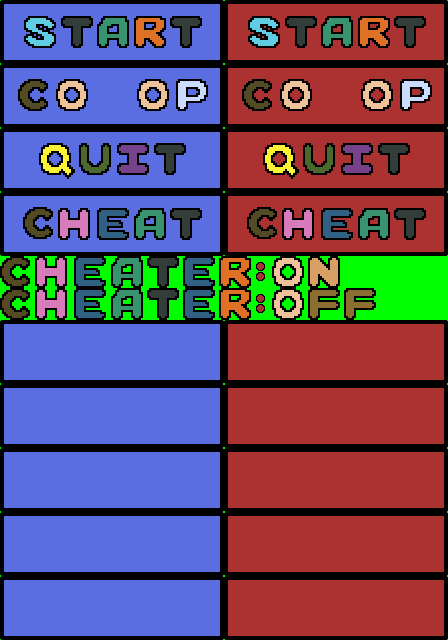 START START
CO OP CO OP
QUIT QUIT
CHEAT CHEAT
CHEATER:ON
CHEATER:OFF